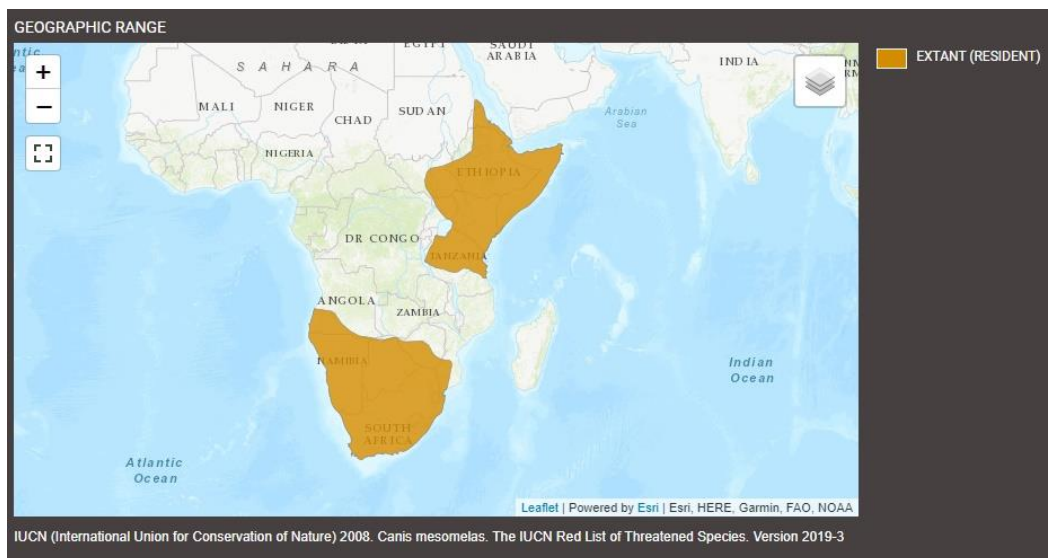 GEOGRAPHIC RANGE
EGYPT
SAUDI
ARABIA
INDIA
+
−
SAHARA
MALI
NIGER
CHAD
SUDAN
Arabian
Sea
NIGERIA
ETHIOPIA
DR CONGO
TANZANIA
ANGOLA
ZAMBIA
NAMIBIA
Indian
Ocean
SOUTH
AFRICA
Atlantic
Ocean
Leaflet | Powered by Esri | Esri, HERE, Garmin, FAO, NOAA
EXTANT (RESIDENT)
IUCN (International Union for Conservation of Nature) 2008. Canis mesomelas. The IUCN Red List of Threatened Species. Version 2019-3